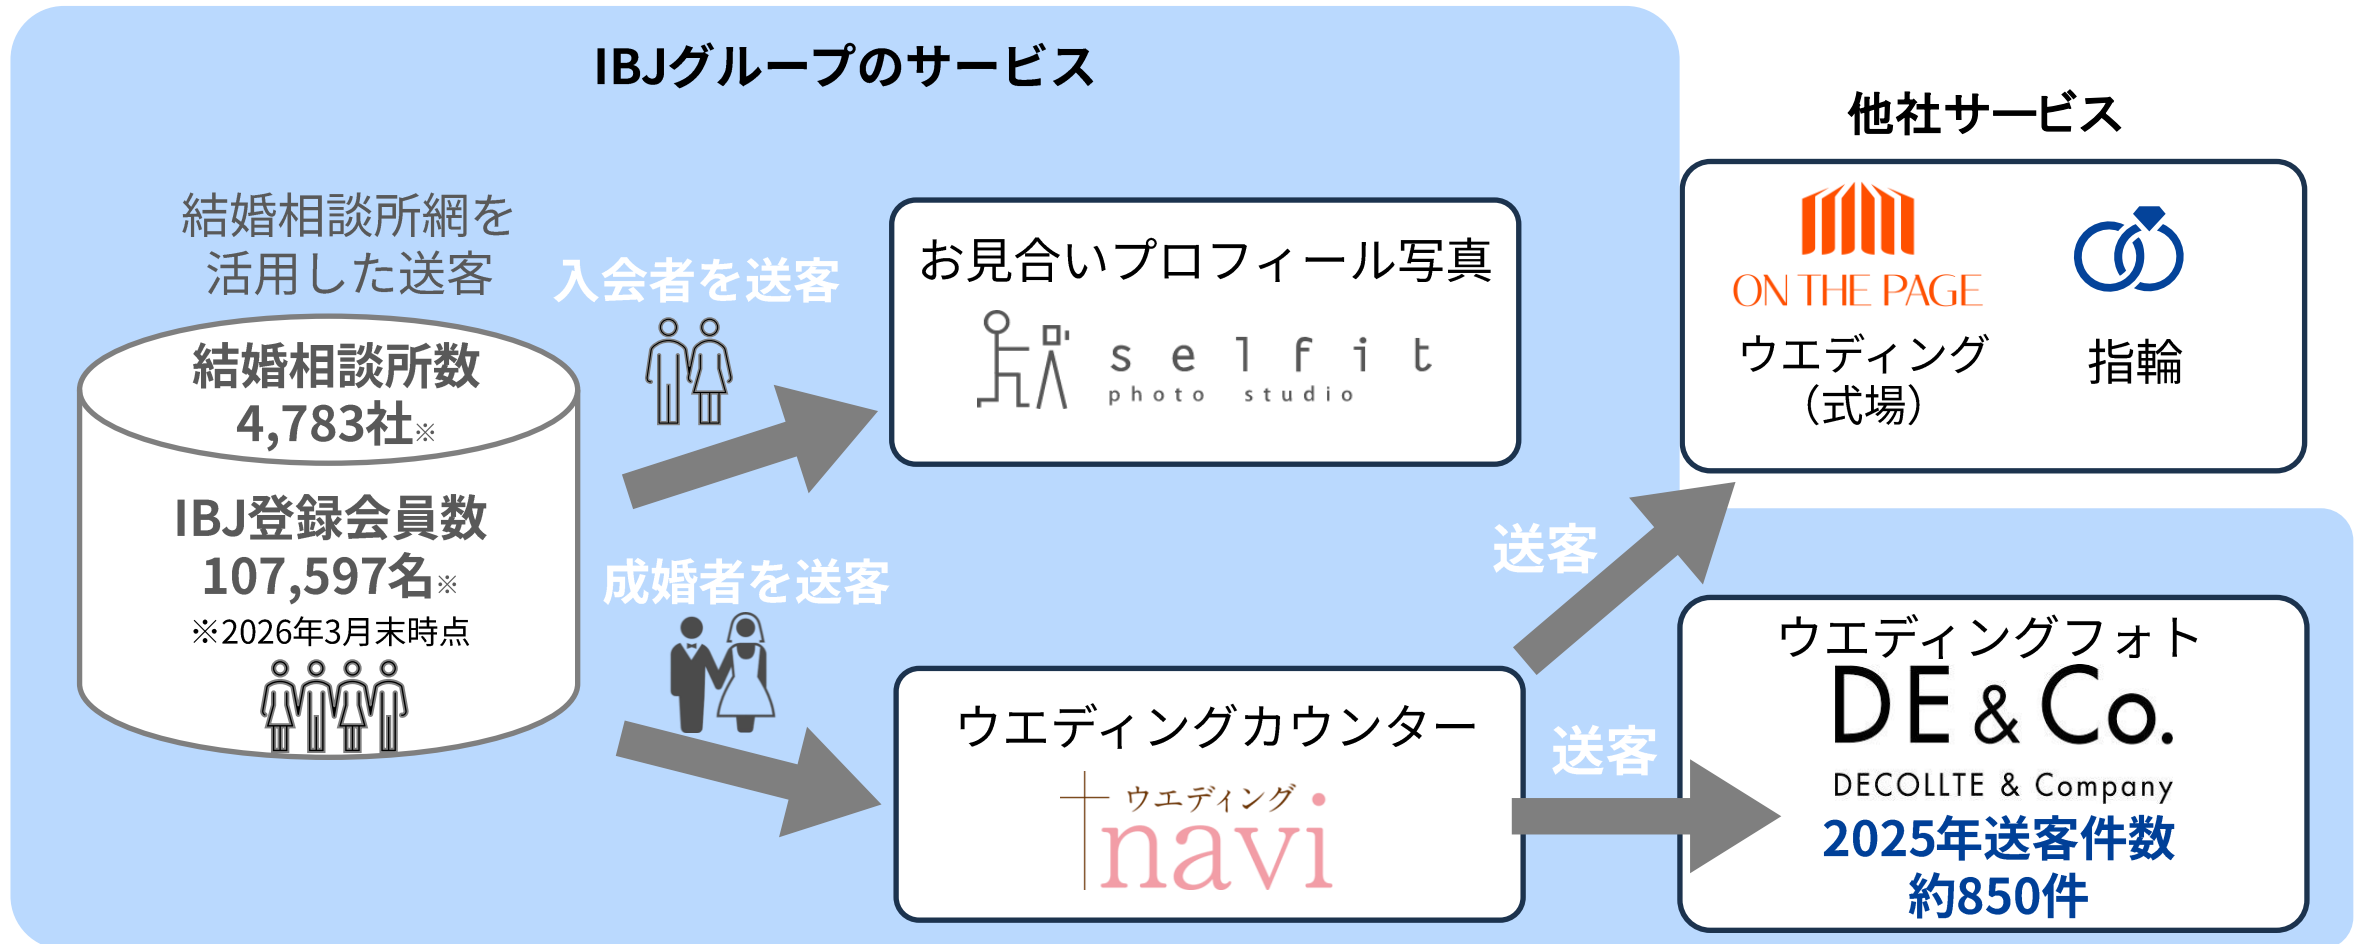 IBJグループのサービス
他社サービス
結婚相談所網を
活用した送客
結婚相談所数
4,783社※
IBJ登録会員数
107,597名※
※2026年3月末時点
入会者を送客
お見合いプロフィール写真
selfit
photo studio
成婚者を送客
ウエディングカウンター
ウエディング
navi
送客
ON THE PAGE
ウエディング
（式場）
指輪
送客
ウエディングフォト
DE & Co.
DECOLLTE & Company
2025年送客件数
約850件